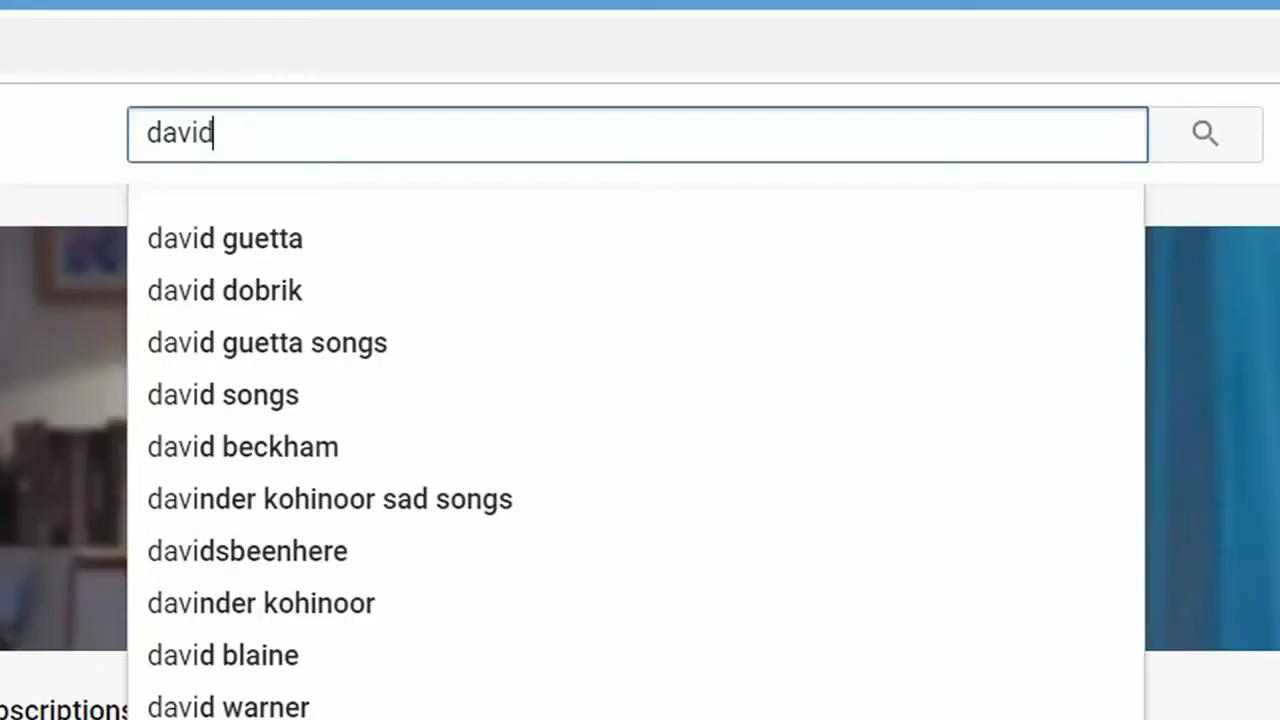 david
david guetta
david dobrik
david guetta songs
david songs
david beckham
davinder kohinoor sad songs
davidsbeenhere
davinder kohinoor
david blaine
david warner
bscriptions